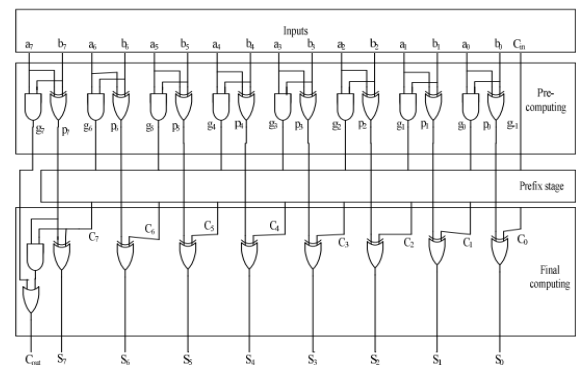 Inputs
a7 b7 a6 b6 a5 b5 a4 b4 a3 b3 a2 b2 a1 b1 a0 b0 Cin
Pre-
computing
g7 p7 g6 p6 g5 p5 g4 p4 g3 p3 g2 p2 g1 p1 g0 p0 g-1
Prefix stage
C7 C6 C5 C4 C3 C2 C1 C0
Final
computing
Cout S7 S6 S5 S4 S3 S2 S1 S0